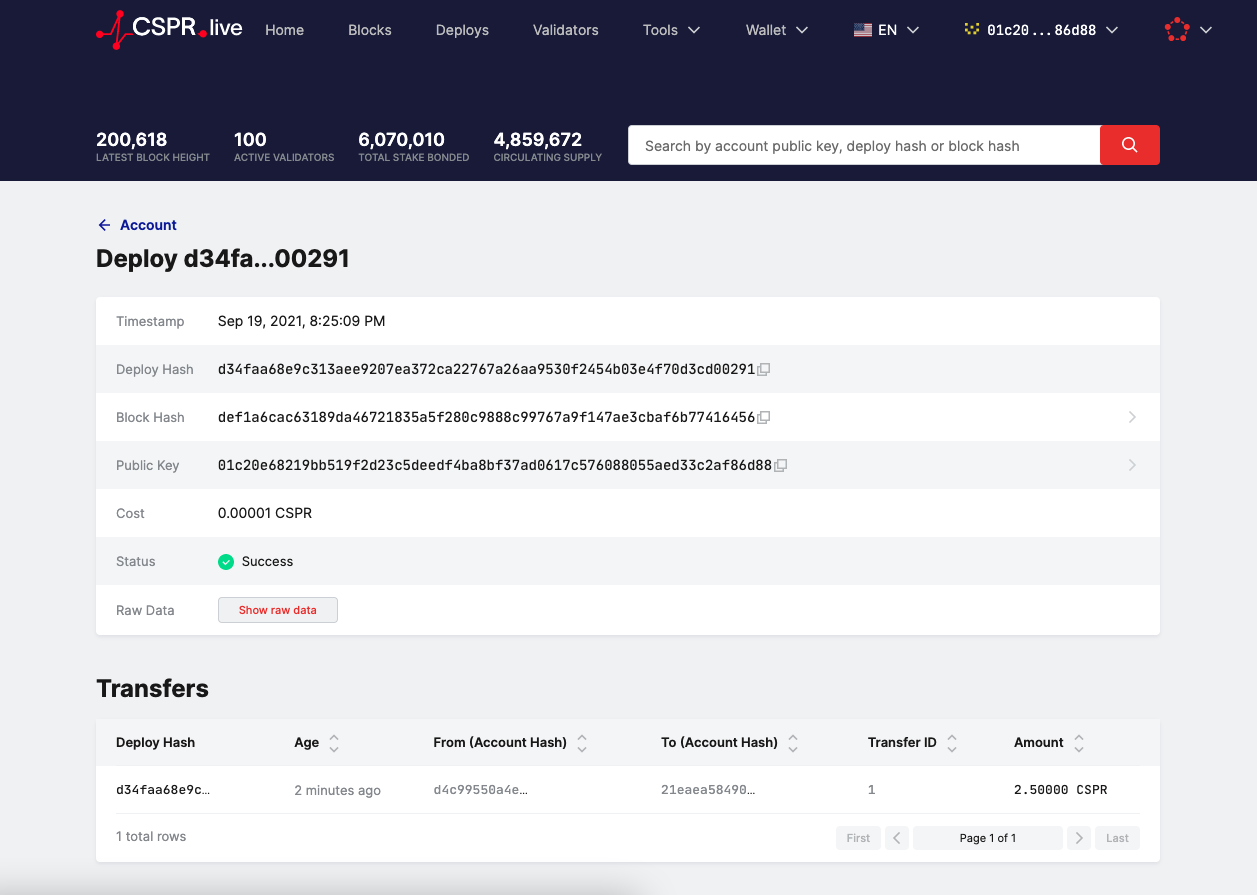 CSPR.live Home Blocks Deploys Validators Tools Wallet EN 01c20...86d88
200,618 100 6,070,010 4,859,672
LATEST BLOCK HEIGHT ACTIVE VALIDATORS TOTAL STAKE BONDED CIRCULATING SUPPLY
Search by account public key, deploy hash or block hash
Account
Deploy d34fa...00291
Timestamp Sep 19, 2021, 8:25:09 PM
Deploy Hash d34faa68e9c313aee9207ea372ca22767a26aa9530f2454b03e4f70d3cd00291
Block Hash def1a6cac63189da46721835a5f280c9888c99767a9f147ae3cbaf6b77416456
Public Key 01c20e68219bb519f2d23c5deedf4ba8bf37ad0617c576088055aed33c2af86d88
Cost 0.00001 CSPR
Status Success
Raw Data Show raw data
Transfers
Deploy Hash Age From (Account Hash) To (Account Hash) Transfer ID Amount
d34faa68e9c… 2 minutes ago d4c99550a4e… 21eaea58490… 1 2.50000 CSPR
1 total rows First Page 1 of 1 Last